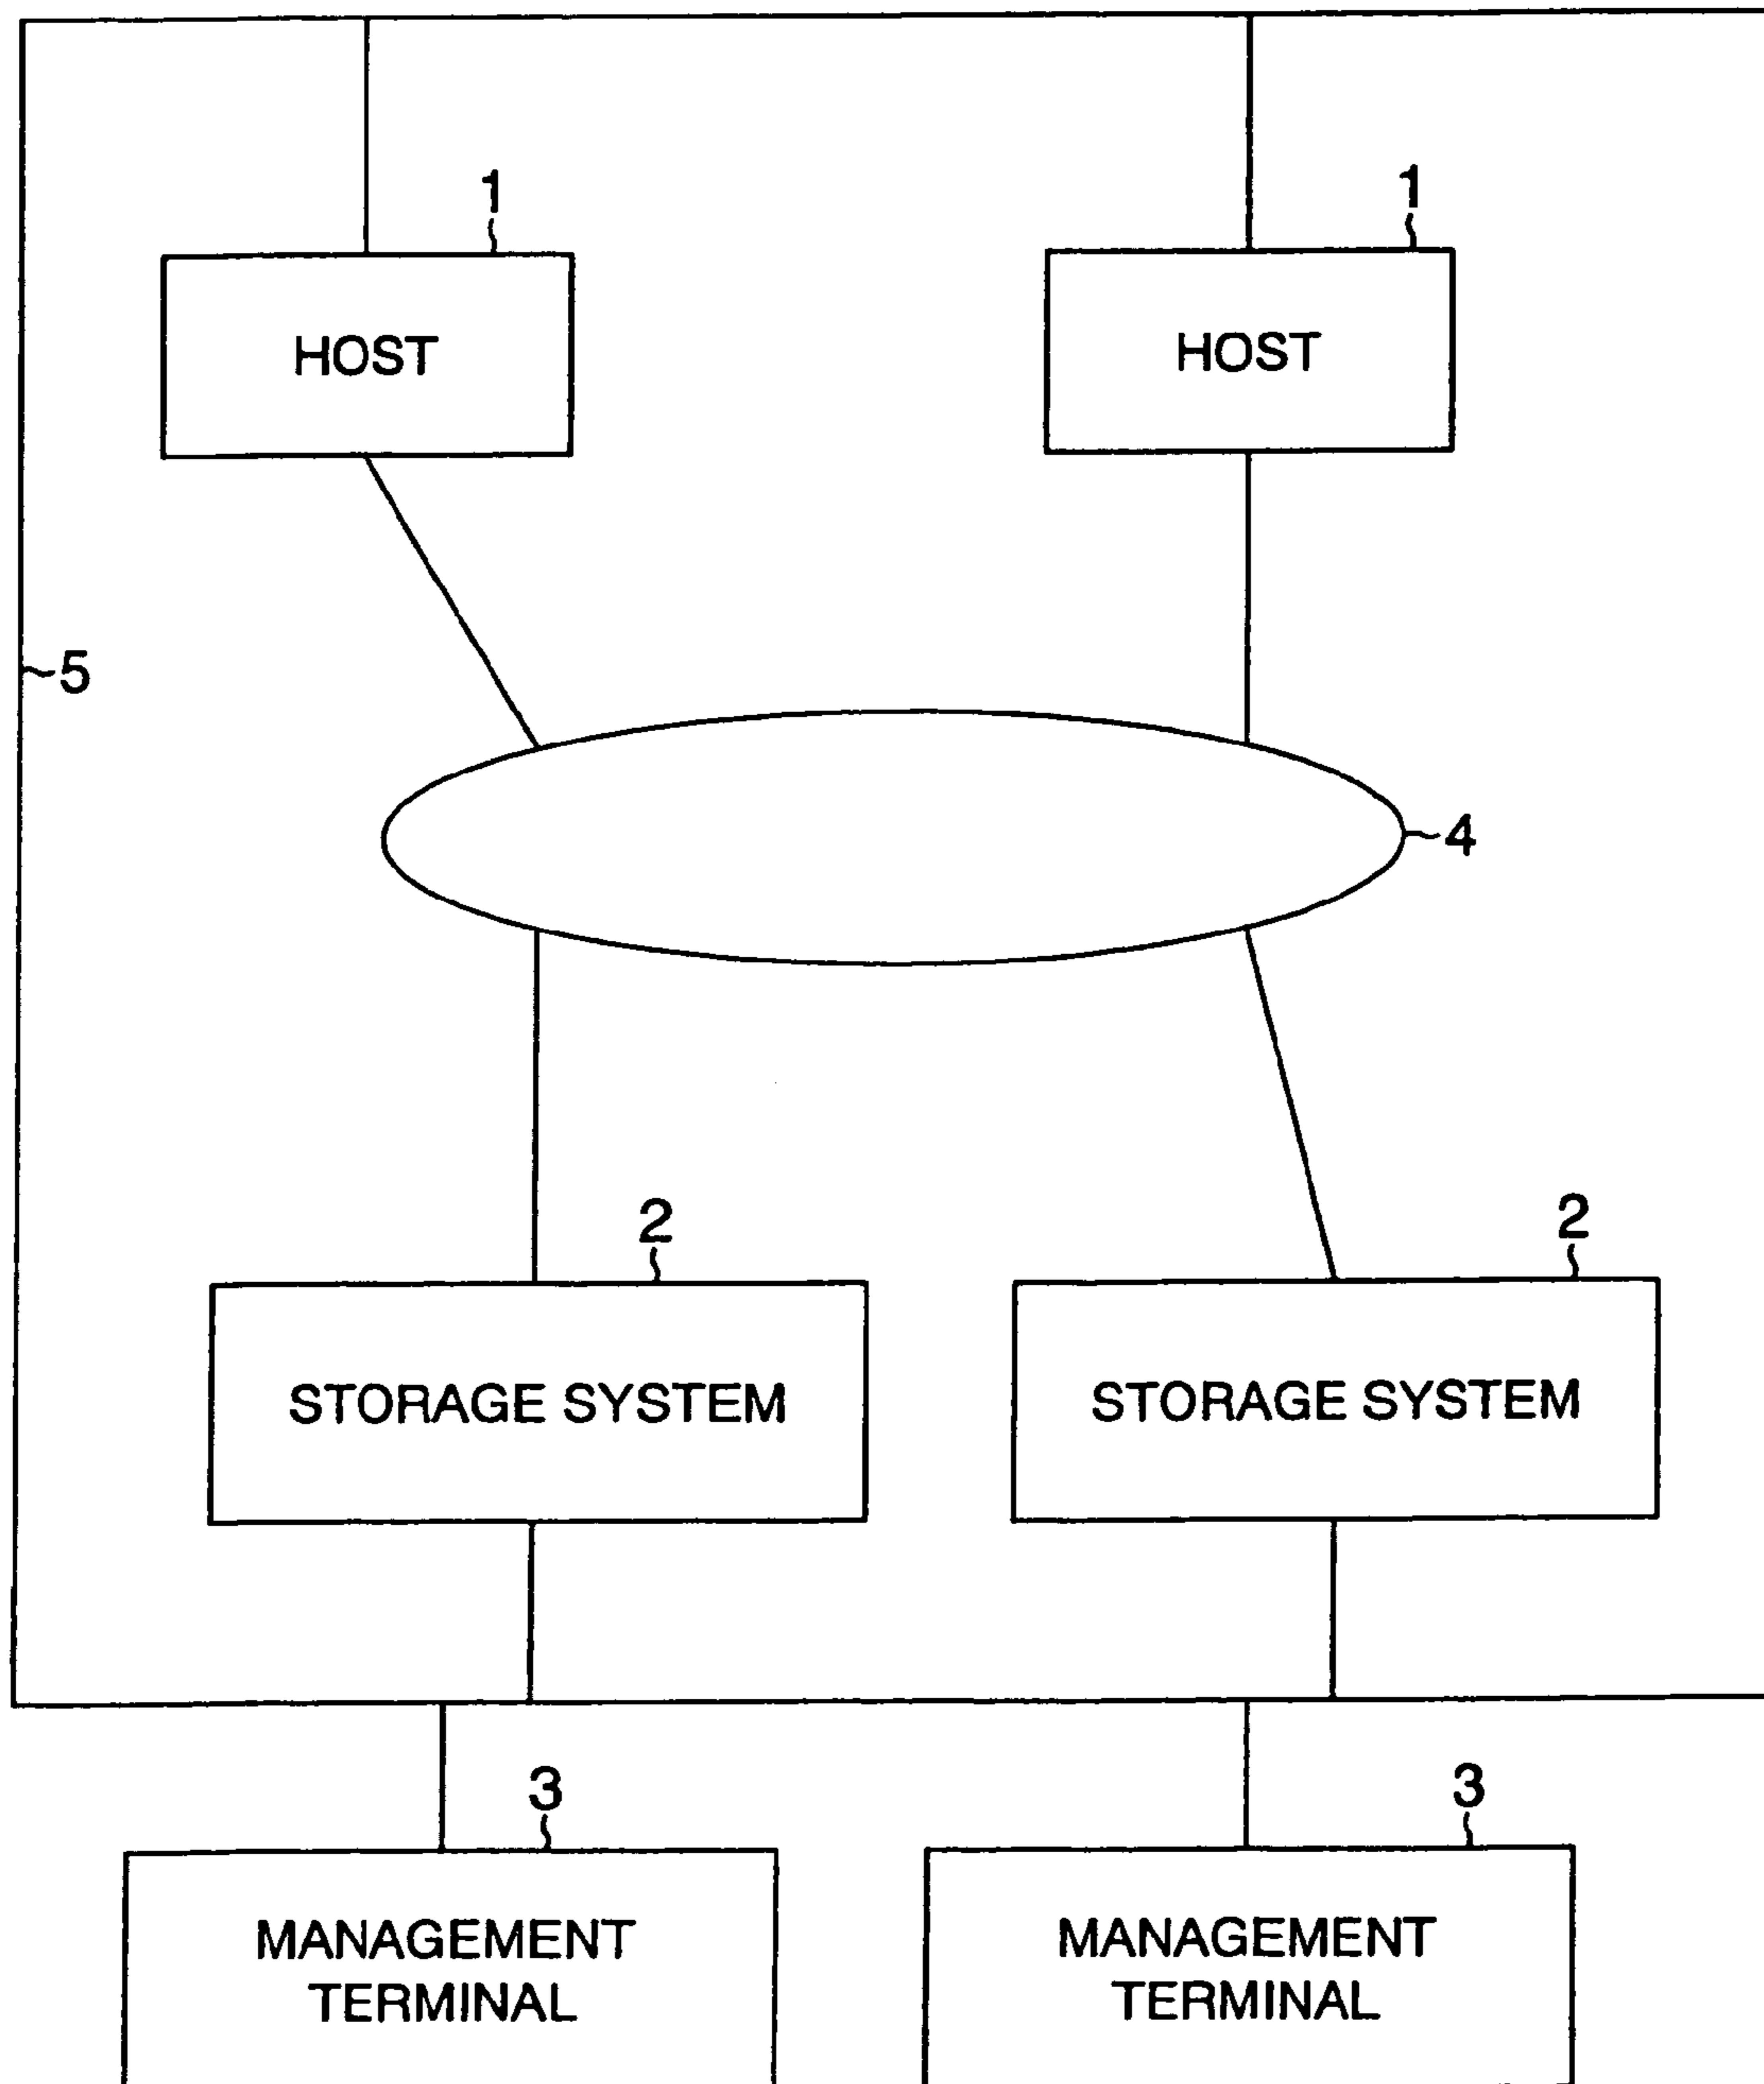 1
1
HOST
HOST
5
4
2
2
STORAGE SYSTEM
STORAGE SYSTEM
3
3
MANAGEMENT
TERMINAL
MANAGEMENT
TERMINAL